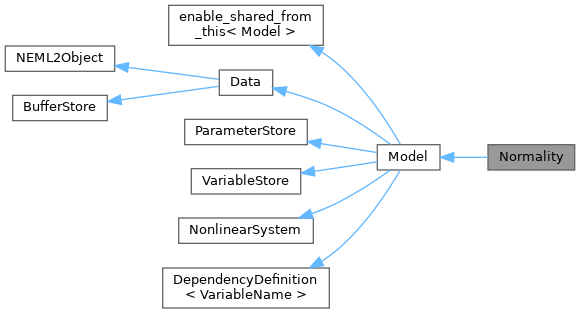 enable_shared_from
_this< Model >
NEML2Object
Data
BufferStore
ParameterStore
Model
Normality
VariableStore
NonlinearSystem
DependencyDefinition
< VariableName >